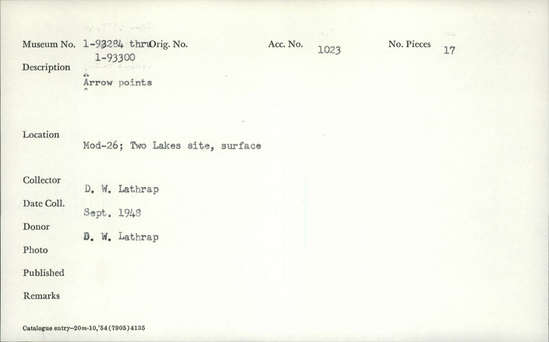 Museum No. 1-93284 thru Orig. No. Acc. No. 1023 No. Pieces 17
1-93300
Description
Arrow points
Location
Mod-26; Two Lakes site, surface
Collector D. W. Lathrap
Date Coll. Sept. 1948
Donor D. W. Lathrap
Photo
Published
Remarks
Catalogue entry—20m-10,'54(7905)4135